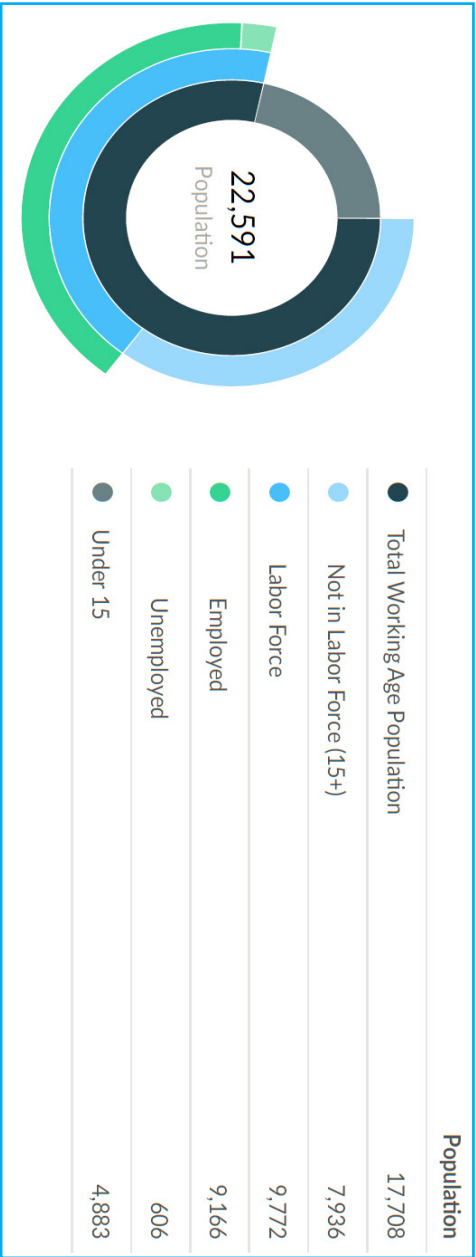 22,591
Population
Population
Total Working Age Population 17,708
Not in Labor Force (15+) 7,936
Labor Force 9,772
Employed 9,166
Unemployed 606
Under 15 4,883